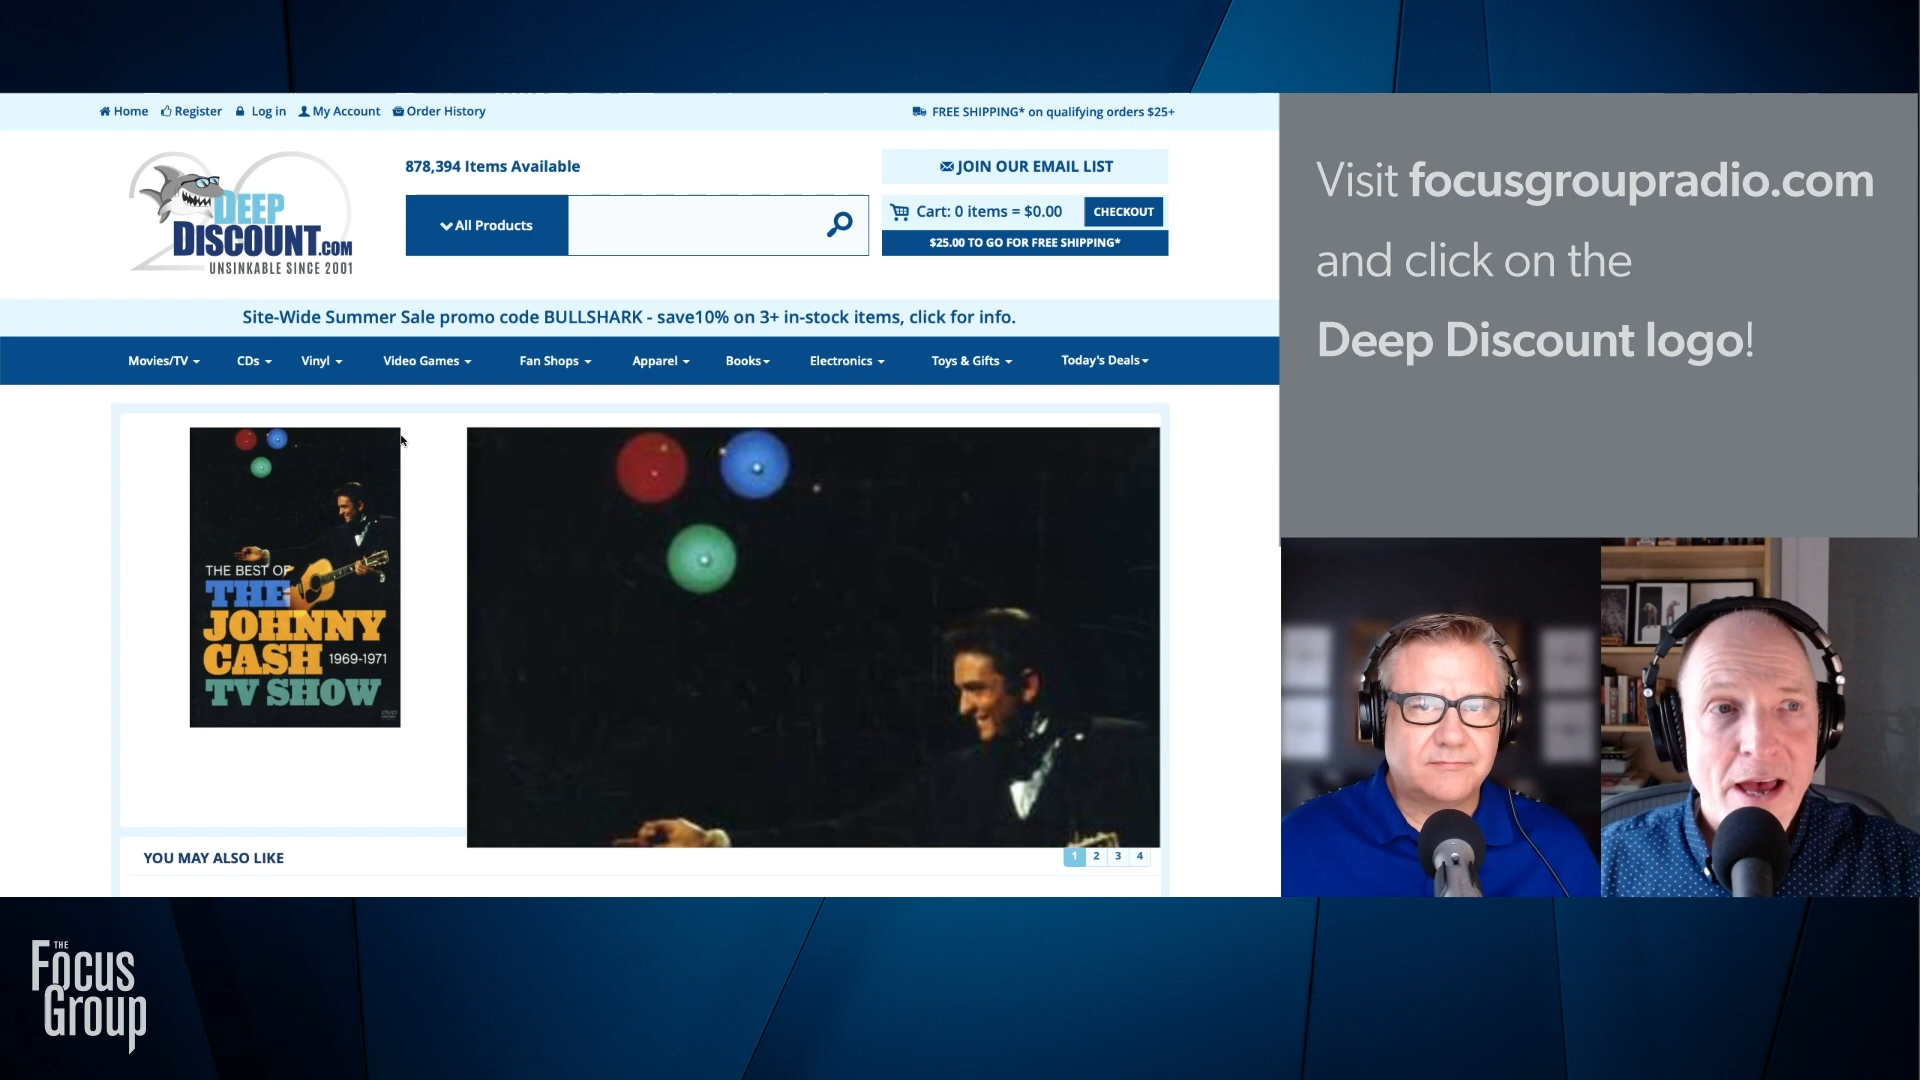 Home Register Log in My Account Order History
FREE SHIPPING* on qualifying orders $25+
DEEP
DISCOUNT.COM
UNSINKABLE SINCE 2001
878,394 Items Available
All Products
JOIN OUR EMAIL LIST
Cart: 0 items = $0.00 CHECKOUT
$25.00 TO GO FOR FREE SHIPPING*
Site-Wide Summer Sale promo code BULLSHARK - save10% on 3+ in-stock items, click for info.
Movies/TV CDs Vinyl Video Games Fan Shops Apparel Books Electronics Toys & Gifts Today's Deals
THE BEST OF
THE
JOHNNY
CASH 1969-1971
TV SHOW
DVD
YOU MAY ALSO LIKE
1 2 3 4
Visit focusgroupradio.com
and click on the
Deep Discount logo!
THE
Focus
Group